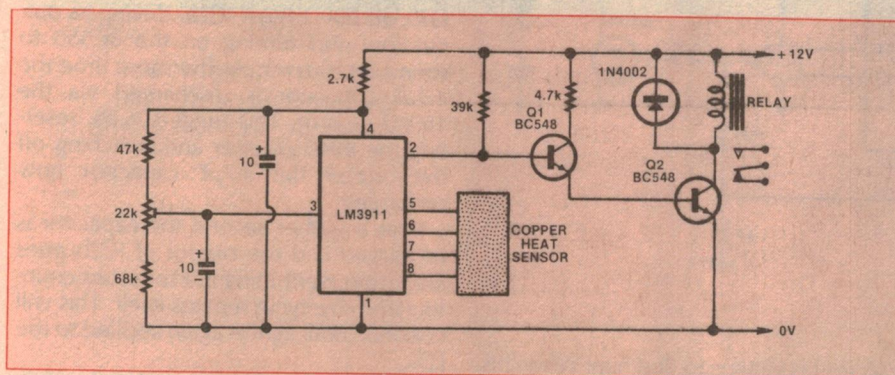 +12V
2.7k
1N4002
39k
4.7k
Q1
BC548
RELAY
47k
10
+
-
4
2
Q2
BC548
22k
3
LM3911
5
6
7
8
COPPER
HEAT
SENSOR
10
+
-
68k
1
0V